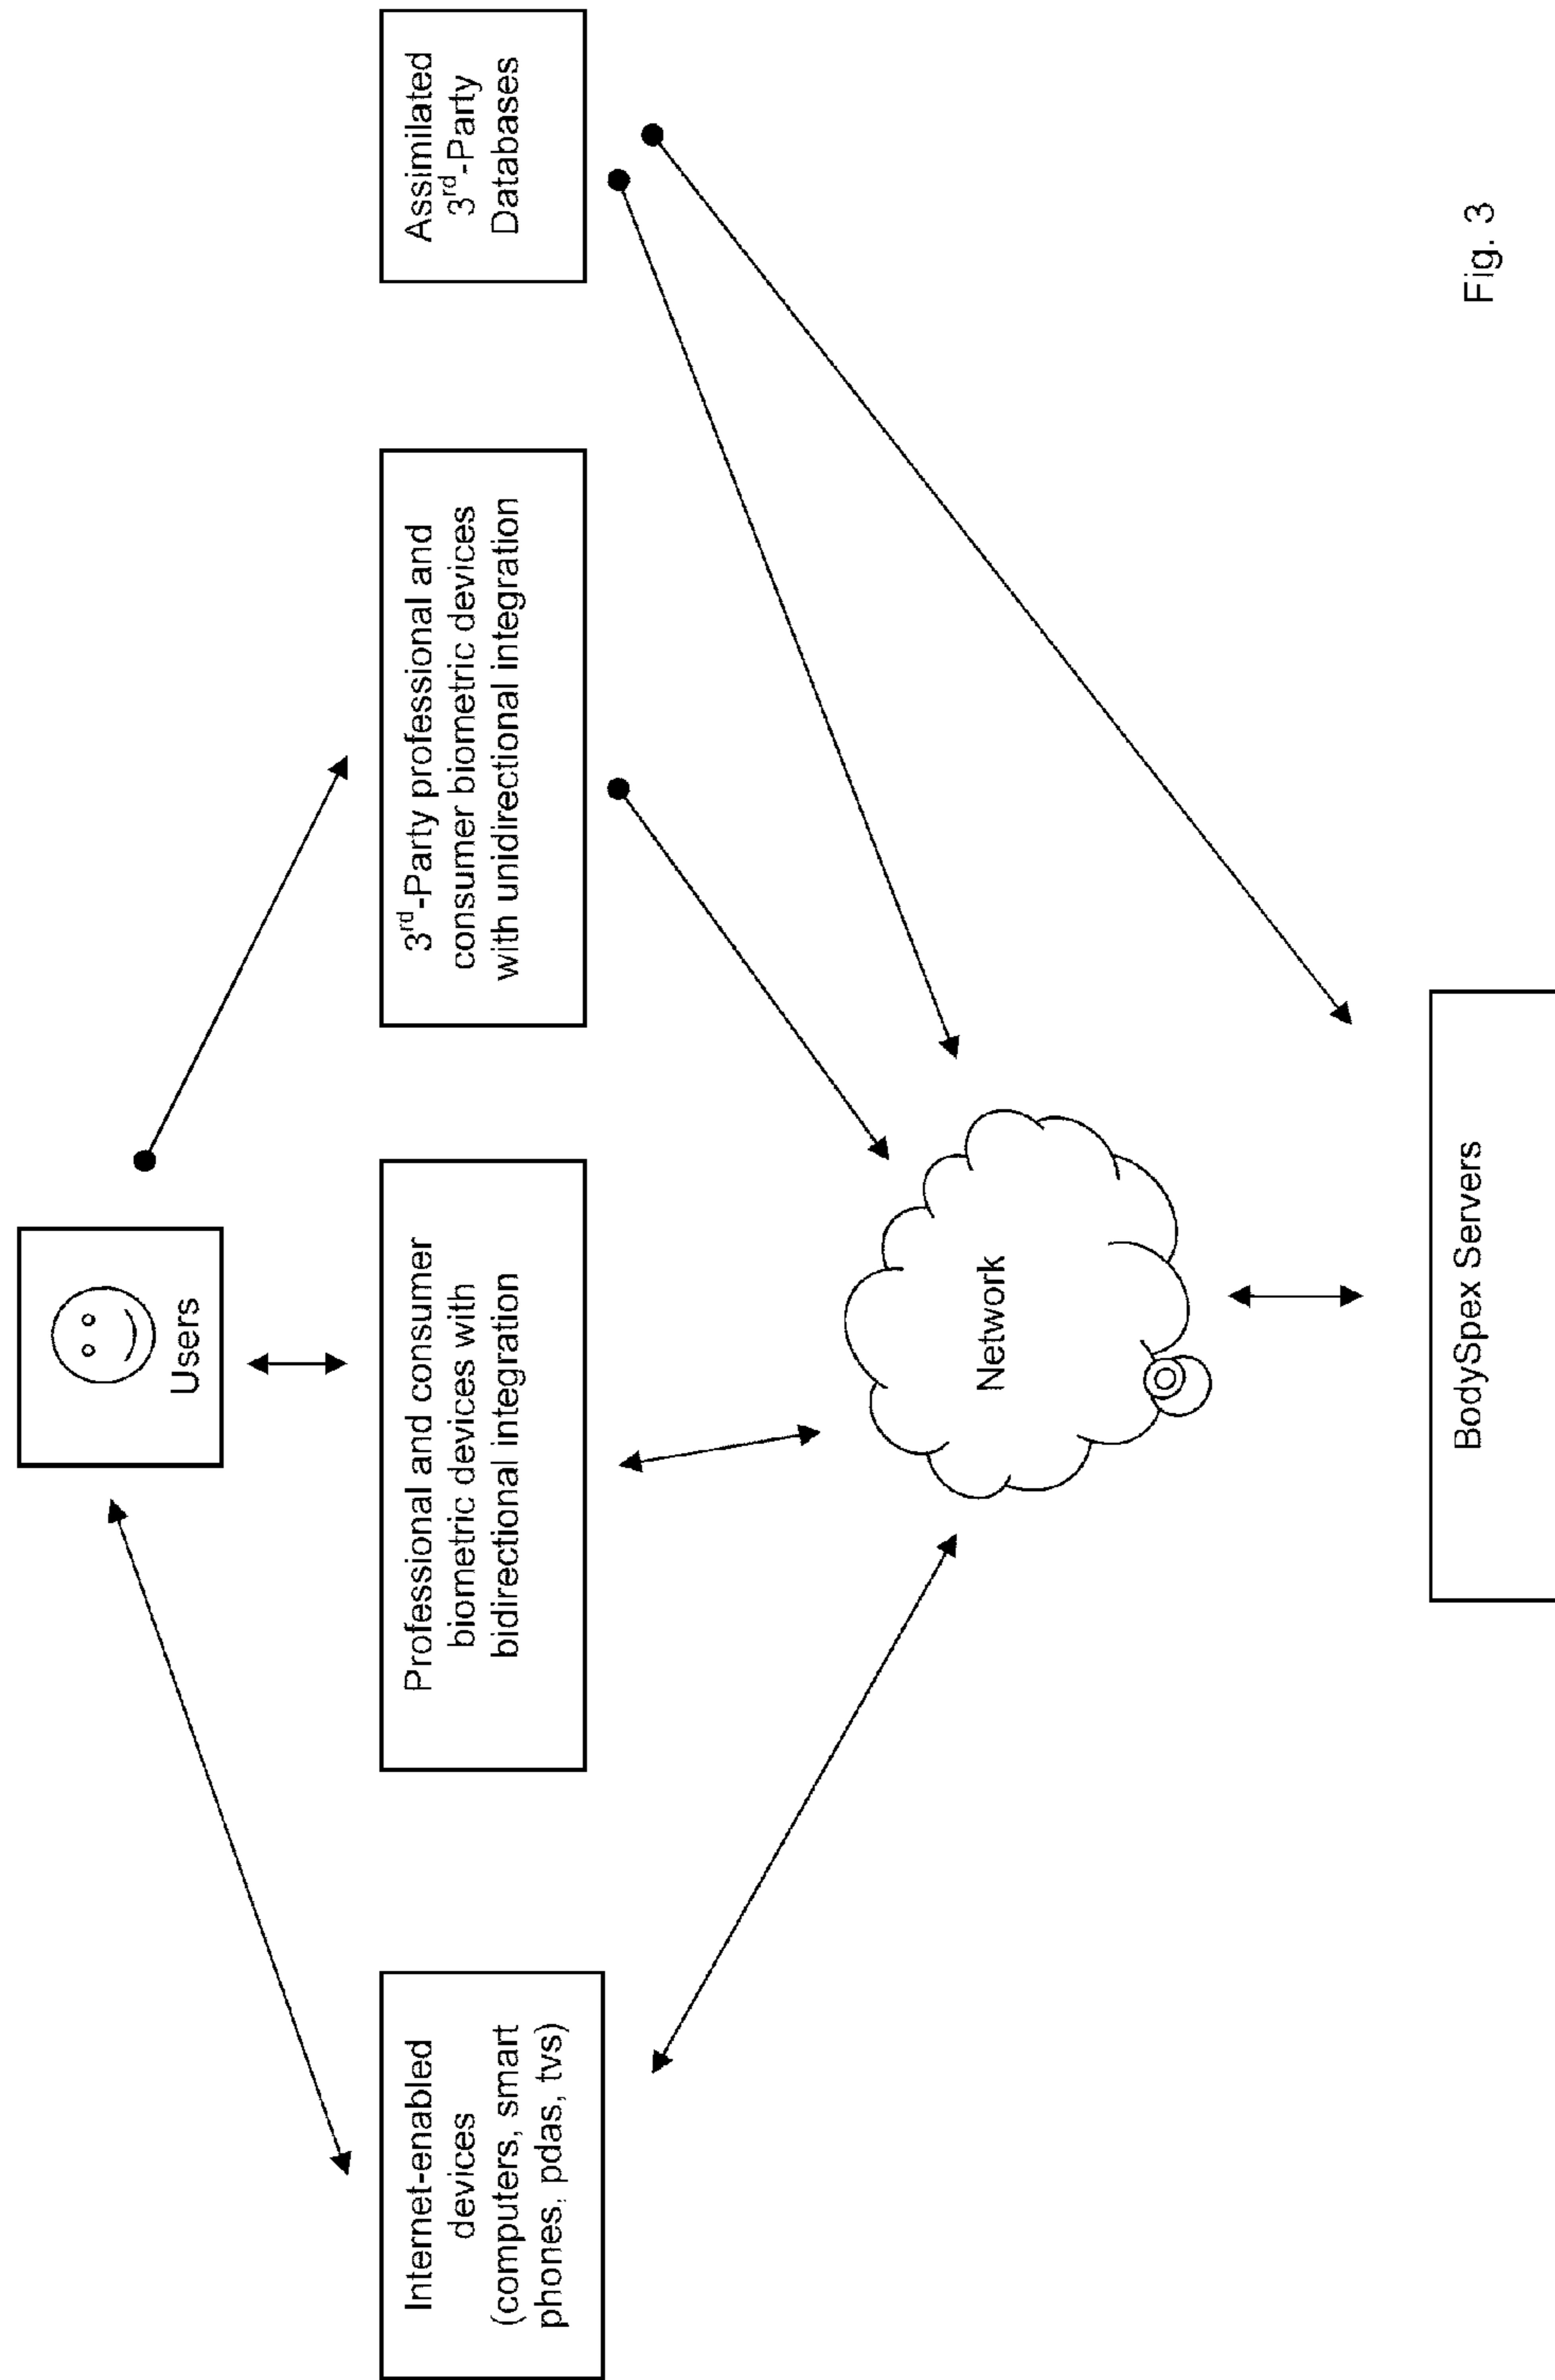 Users
Internet-enabled
devices
(computers, smart
phones, pdas, tvs)
Professional and consumer
biometric devices with
bidirectional integration
3rd-Party professional and
consumer biometric devices
with unidirectional integration
Assimilated
3rd-Party
Databases
Network
BodySpex Servers
Fig. 3